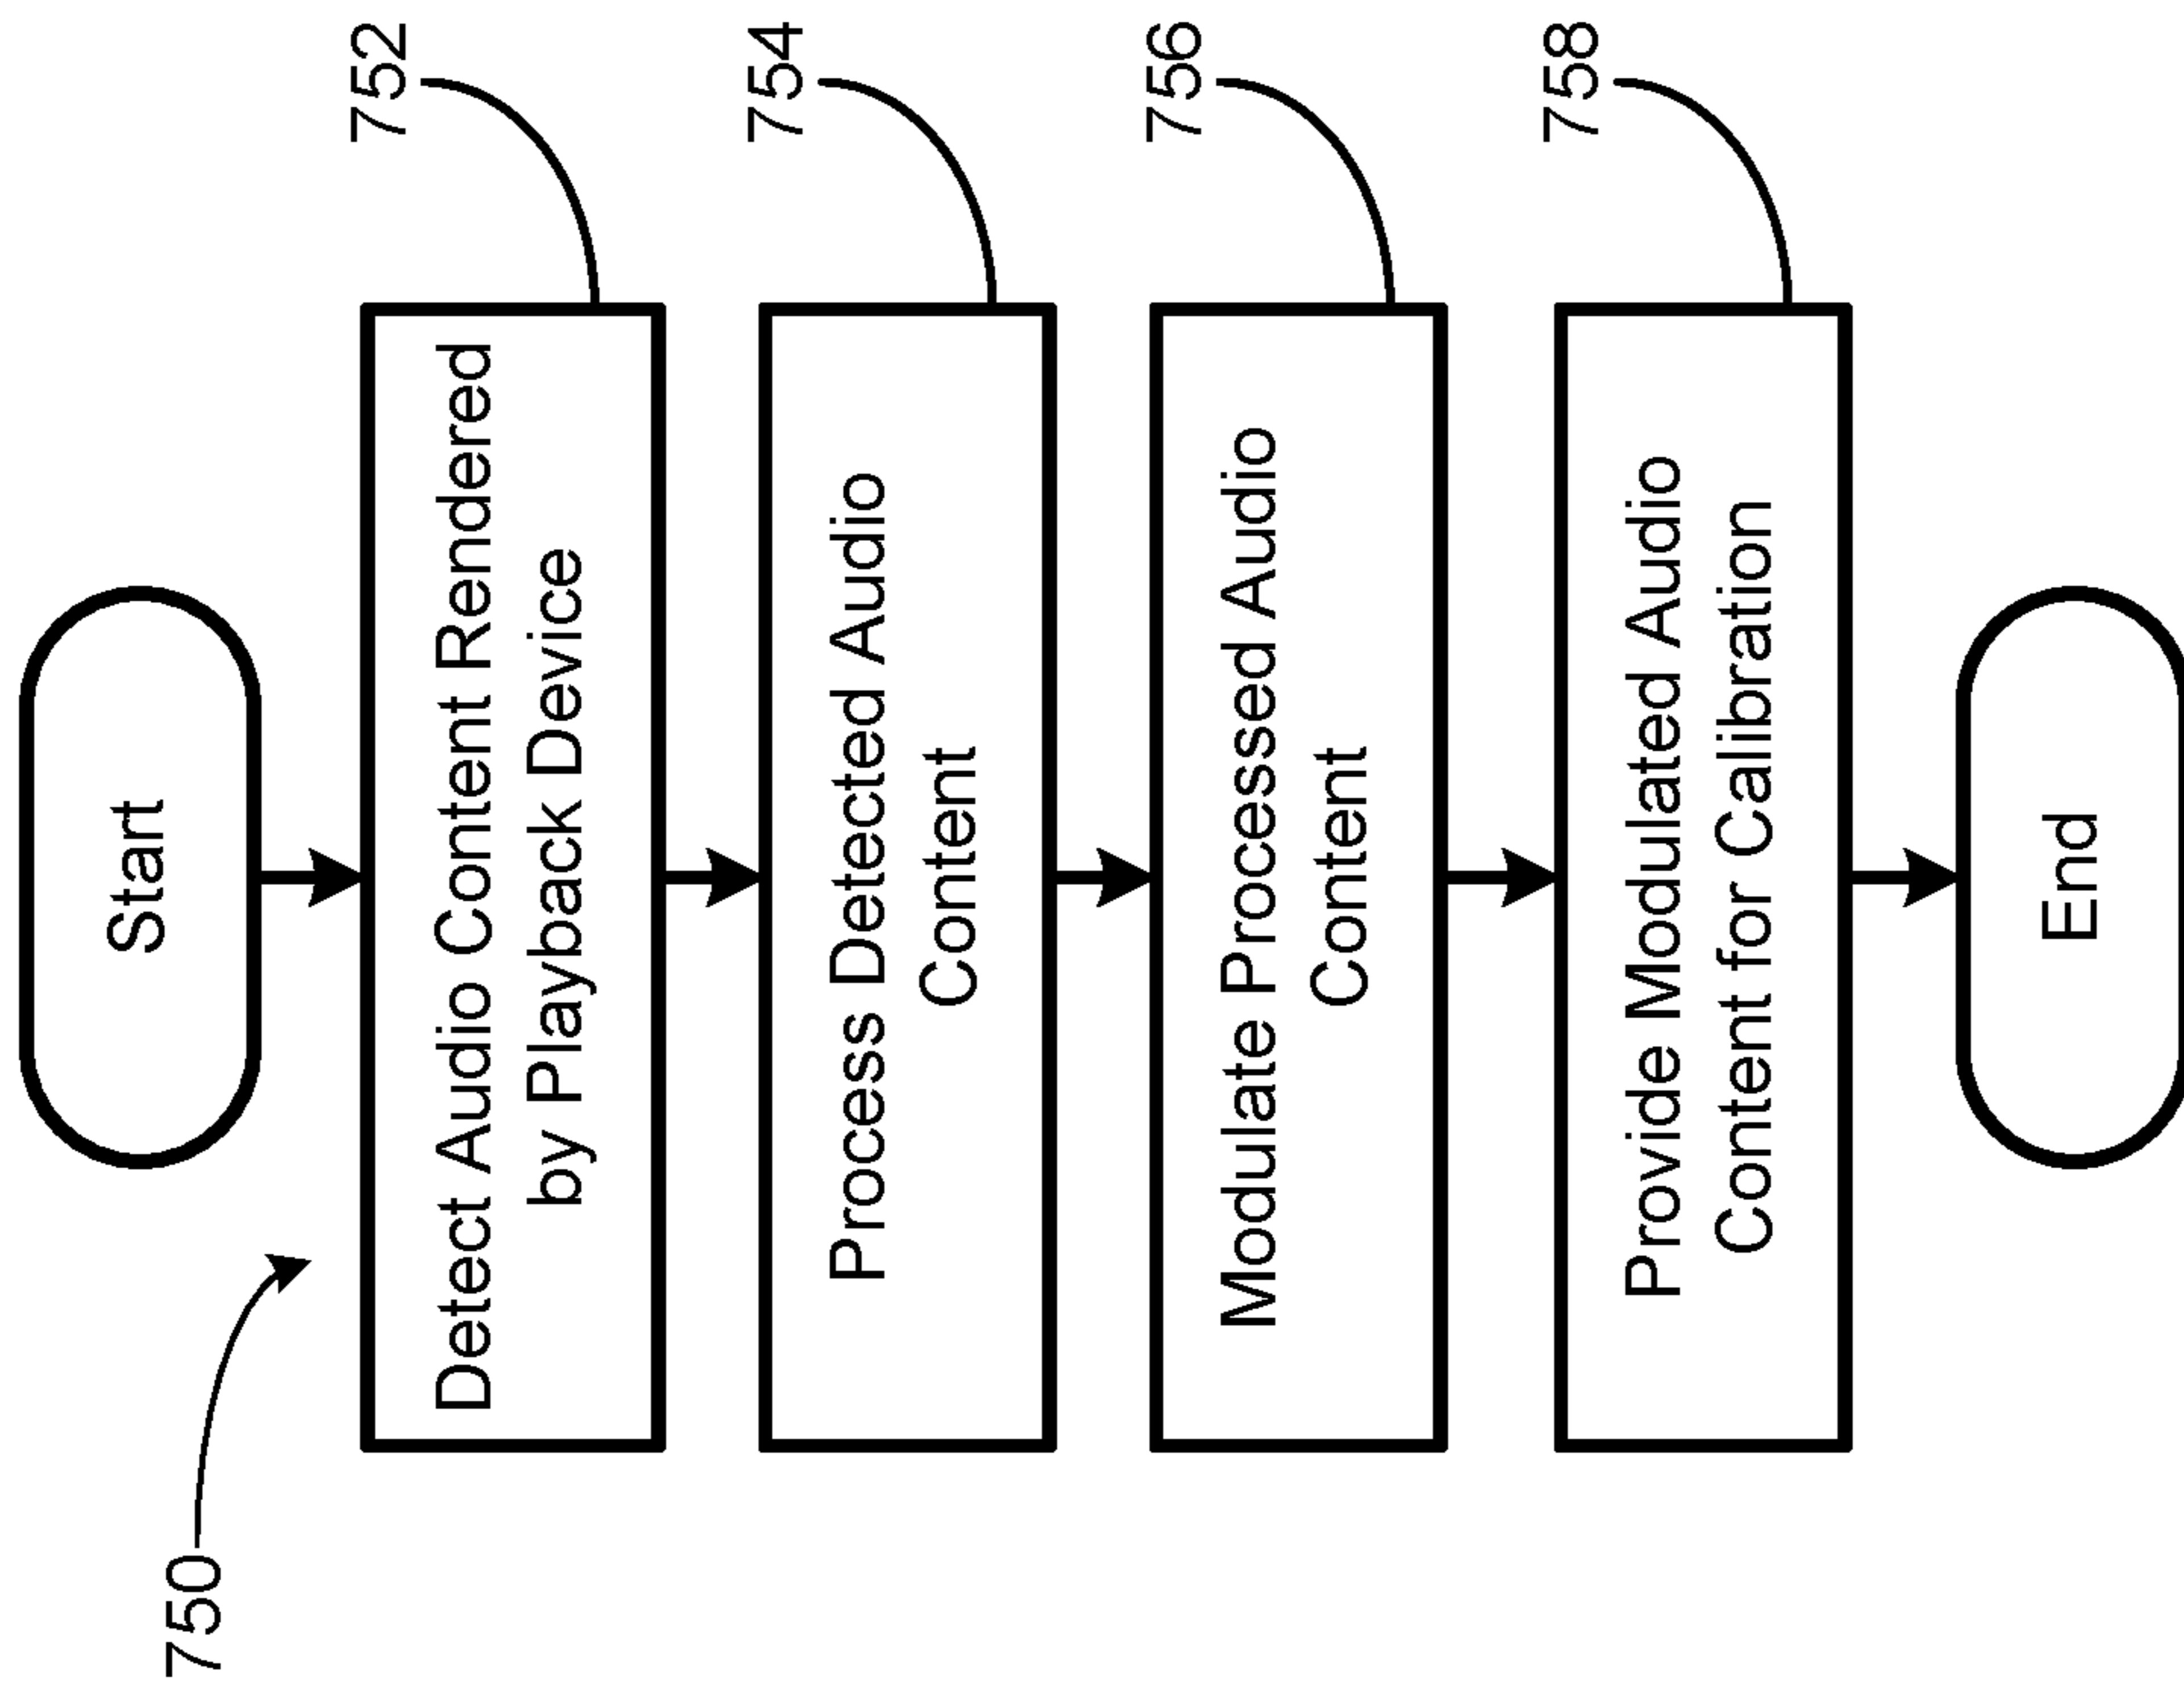 750
Start
Detect Audio Content Rendered
by Playback Device
752
Process Detected Audio
Content
754
Modulate Processed Audio
Content
756
Provide Modulated Audio
Content for Calibration
758
End